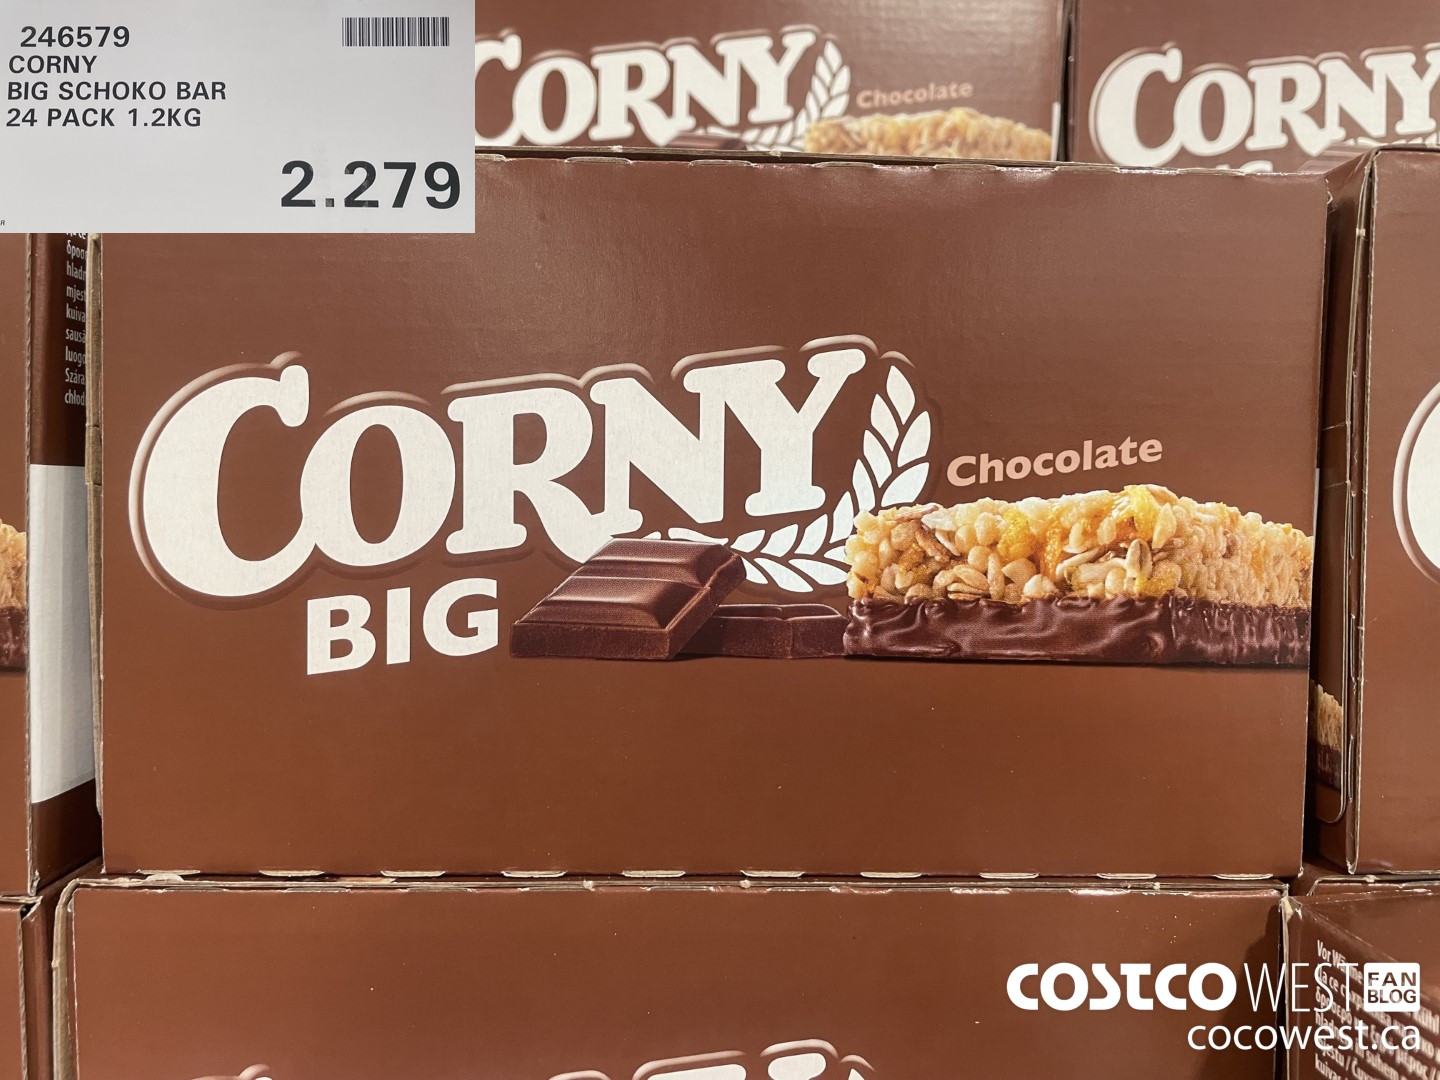 246579
CORNY
BIG SCHOKO BAR
24 PACK 1.2KG
2.279
R
CORNY
Chocolate
CORNY
CORNY
Chocolate
BIG
COSTCO WEST FAN BLOG
cocowest.ca